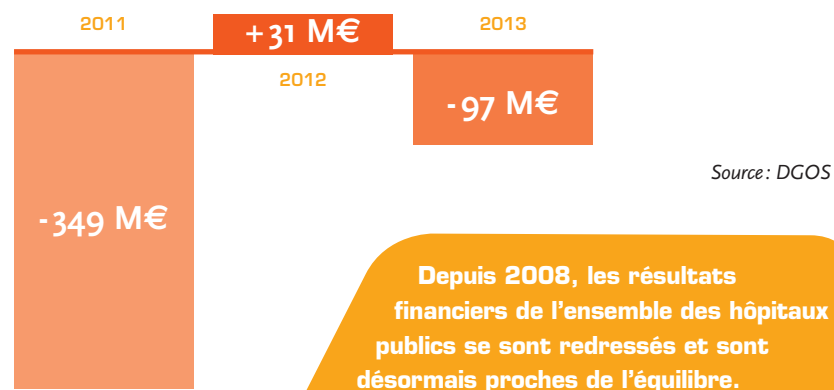 2011
+31 M€
2013
2012
-97 M€
Source : DGOS
-349 M€
Depuis 2008, les résultats
financiers de l’ensemble des hôpitaux
publics se sont redressés et sont
désormais proches de l’équilibre.